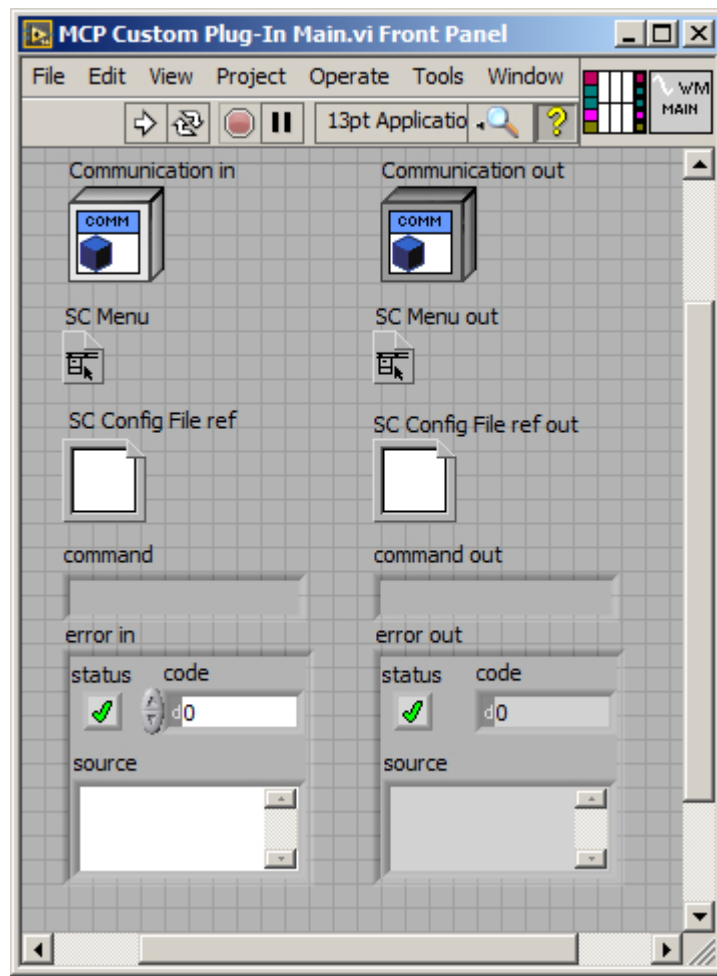 MCP Custom Plug-In Main.vi Front Panel
File Edit View Project Operate Tools Window
13pt Applicatio
WM
MAIN
Communication in Communication out
COMM COMM
SC Menu SC Menu out
SC Config File ref SC Config File ref out
command command out
error in error out
status code status code
d0 d0
source source